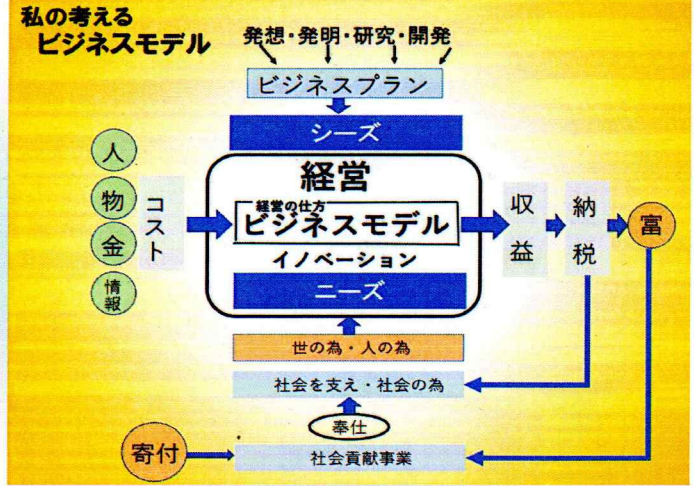 私の考える
ビジネスモデル
発想・発明・研究・開発
ビジネスプラン
シーズ
人
物
金
情報
コスト
経営
経営の仕方
ビジネスモデル
イノベーション
ニーズ
収益
納税
富
世の為・人の為
社会を支え・社会の為
奉仕
寄付
社会貢献事業